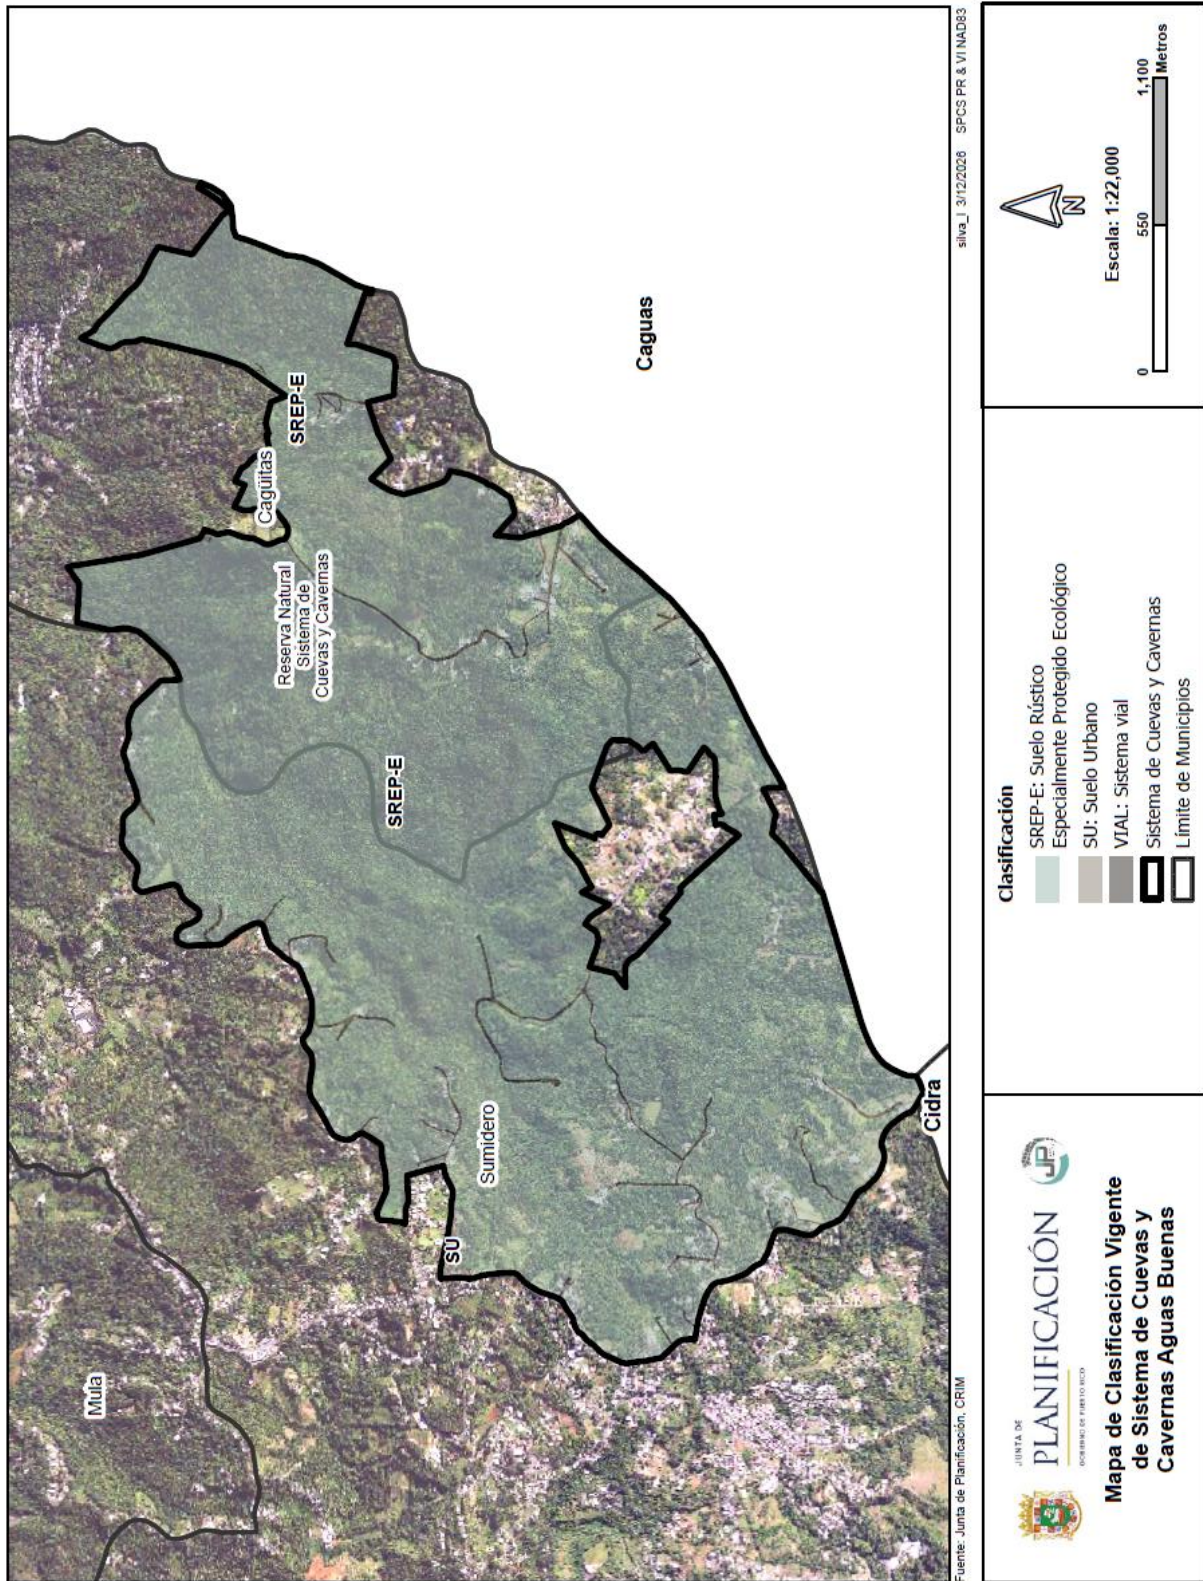 Mula
Cagüitas
SREP-E
Reserva Natural
Sistema de
Cuevas y Cavernas
SREP-E
SU
Sumidero
Caguas
Cidra
Fuente: Junta de Planificación, CRIM
silva_l 3/12/2026 SPCS PR & VI NAD83
JUNTA DE
PLANIFICACIÓN
GOBIERNO DE PUERTO RICO
JP
Mapa de Clasificación Vigente
de Sistema de Cuevas y
Cavernas Aguas Buenas
Clasificación
SREP-E: Suelo Rústico
Especialmente Protegido Ecológico
SU: Suelo Urbano
VIAL: Sistema vial
Sistema de Cuevas y Cavernas
Límite de Municipios
N
Escala: 1:22,000
0 550 1,100
Metros